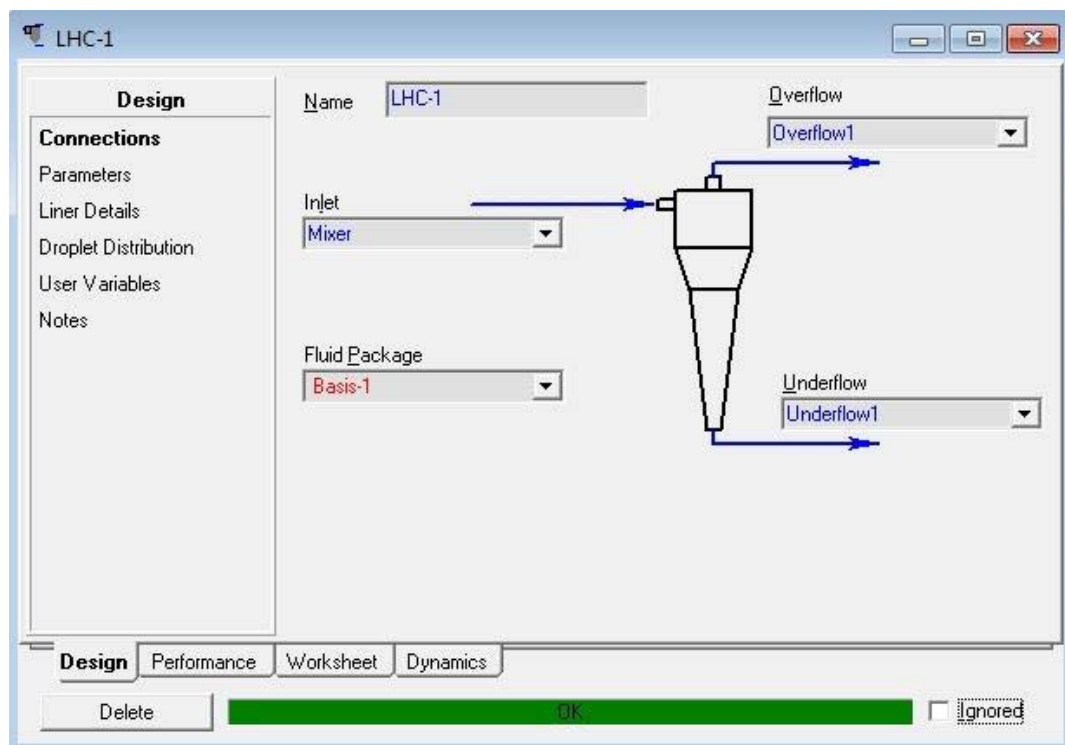 LHC-1
Design
Connections
Parameters
Liner Details
Droplet Distribution
User Variables
Notes
Name LHC-1
Overflow
Overflow1
Inlet
Mixer
Fluid Package
Basis-1
Underflow
Underflow1
Design Performance Worksheet Dynamics
Delete OK Ignored